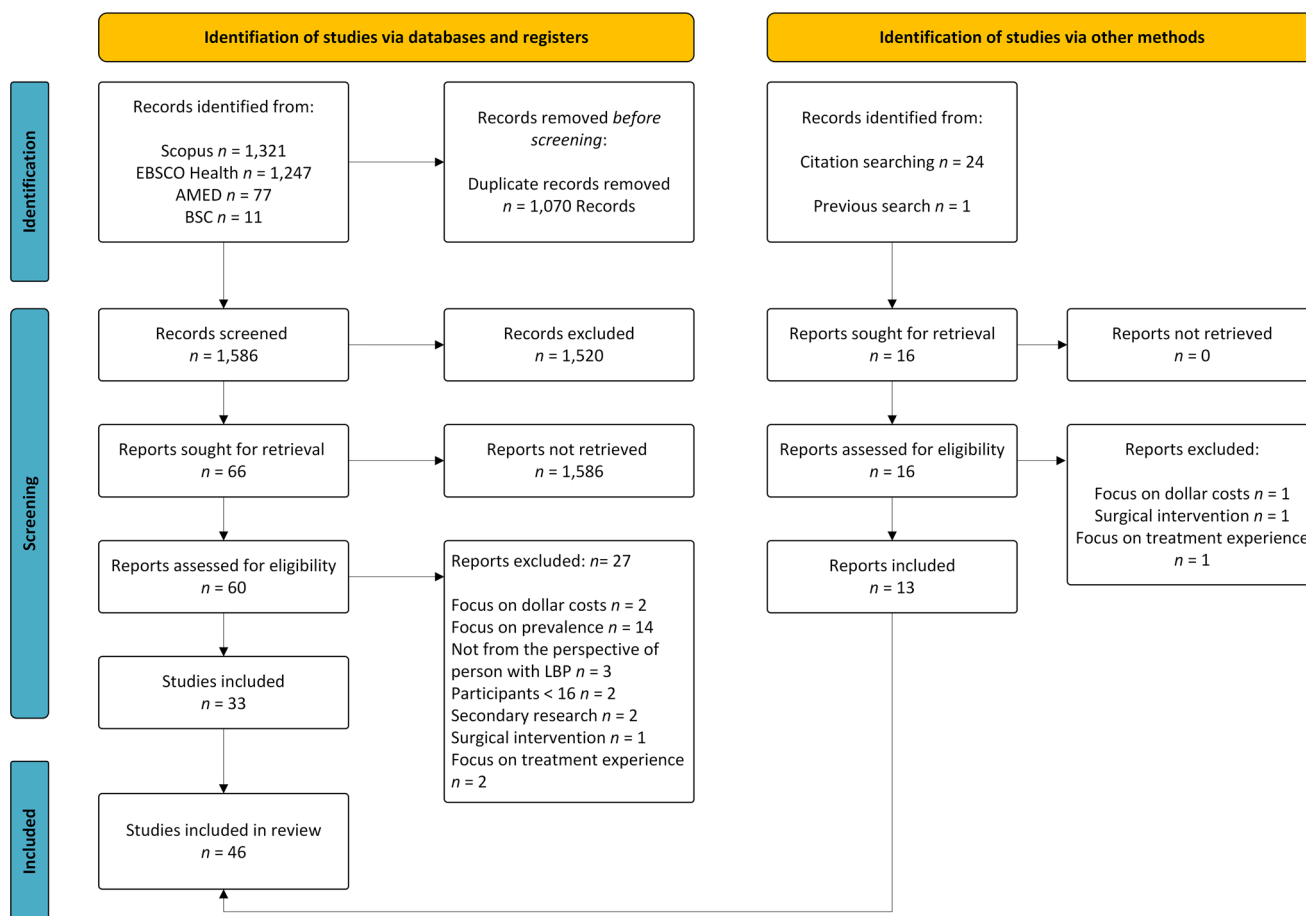 Identifiation of studies via databases and registers
Identification of studies via other methods
Identification
Records identified from:
Scopus n = 1,321
EBSCO Health n = 1,247
AMED n = 77
BSC n = 11
Records removed before
screening:
Duplicate records removed
n = 1,070 Records
Records identified from:
Citation searching n = 24
Previous search n = 1
Screening
Records screened
n = 1,586
Records excluded
n = 1,520
Reports sought for retrieval
n = 16
Reports not retrieved
n = 0
Reports sought for retrieval
n = 66
Reports not retrieved
n = 1,586
Reports assessed for eligibility
n = 16
Reports excluded:
Focus on dollar costs n = 1
Surgical intervention n = 1
Focus on treatment experience
n = 1
Reports assessed for eligibility
n = 60
Reports excluded: n= 27
Focus on dollar costs n = 2
Focus on prevalence n = 14
Not from the perspective of
person with LBP n = 3
Participants < 16 n = 2
Secondary research n = 2
Surgical intervention n = 1
Focus on treatment experience
n = 2
Reports included
n = 13
Studies included
n = 33
Included
Studies included in review
n = 46